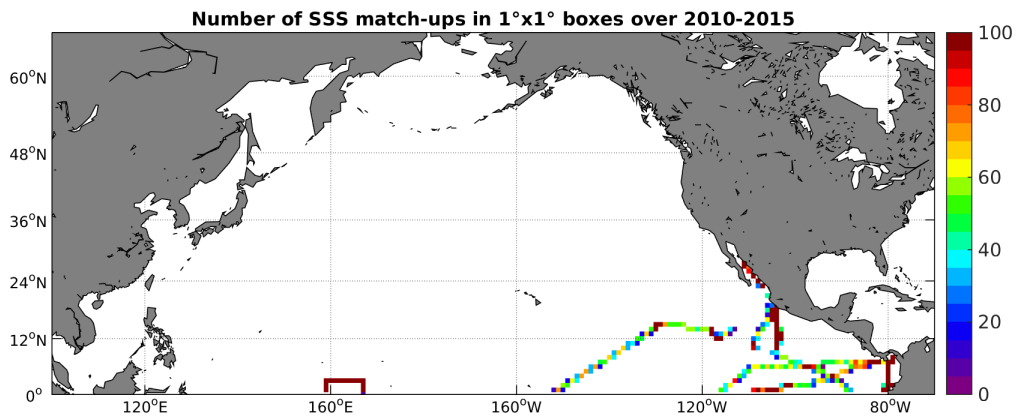 Number of SSS match-ups in 1°x1° boxes over 2010-2015
100
60°N
80
48°N
60
36°N
40
24°N
20
12°N
0°
0
120°E 160°E 160°W 120°W 80°W